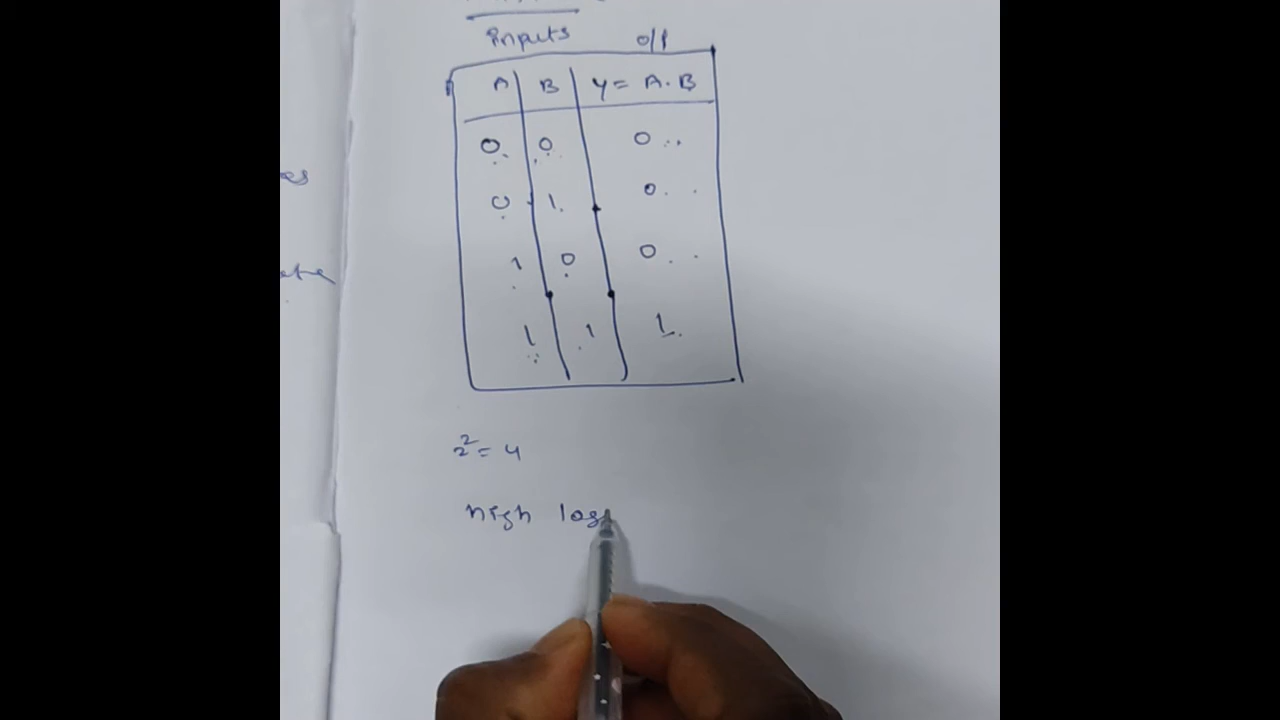 inputs o/p
A B Y = A . B
0 0 0
0 1 0
1 0 0
1 1 1
2² = 4
high log